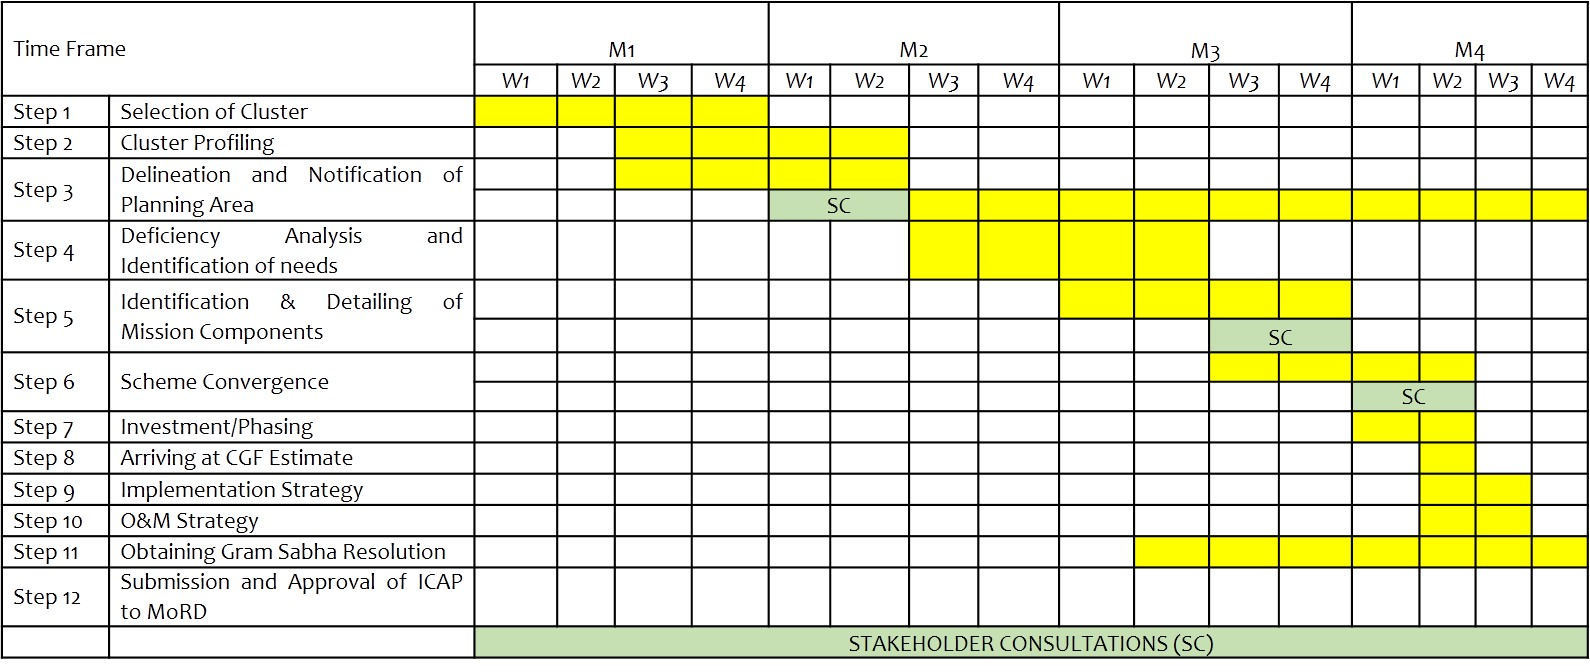 Time Frame
M1 M2 M3 M4
W1 W2 W3 W4 W1 W2 W3 W4 W1 W2 W3 W4 W1 W2 W3 W4
Step 1 Selection of Cluster
Step 2 Cluster Profiling
Step 3 Delineation and Notification of
Planning Area
SC
Step 4 Deficiency Analysis and
Identification of needs
Step 5 Identification & Detailing of
Mission Components
SC
Step 6 Scheme Convergence
SC
Step 7 Investment/Phasing
Step 8 Arriving at CGF Estimate
Step 9 Implementation Strategy
Step 10 O&M Strategy
Step 11 Obtaining Gram Sabha Resolution
Step 12 Submission and Approval of ICAP
to MoRD
STAKEHOLDER CONSULTATIONS (SC)